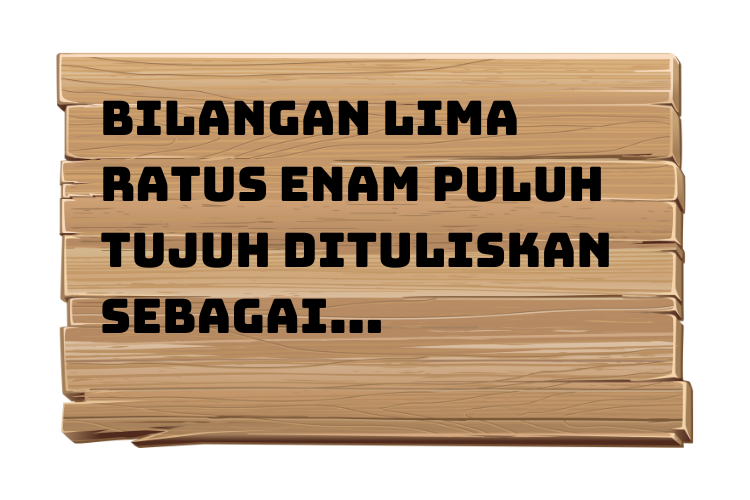 BILANGAN LIMA
RATUS ENAM PULUH
TUJUH DITULISKAN
SEBAGAI...